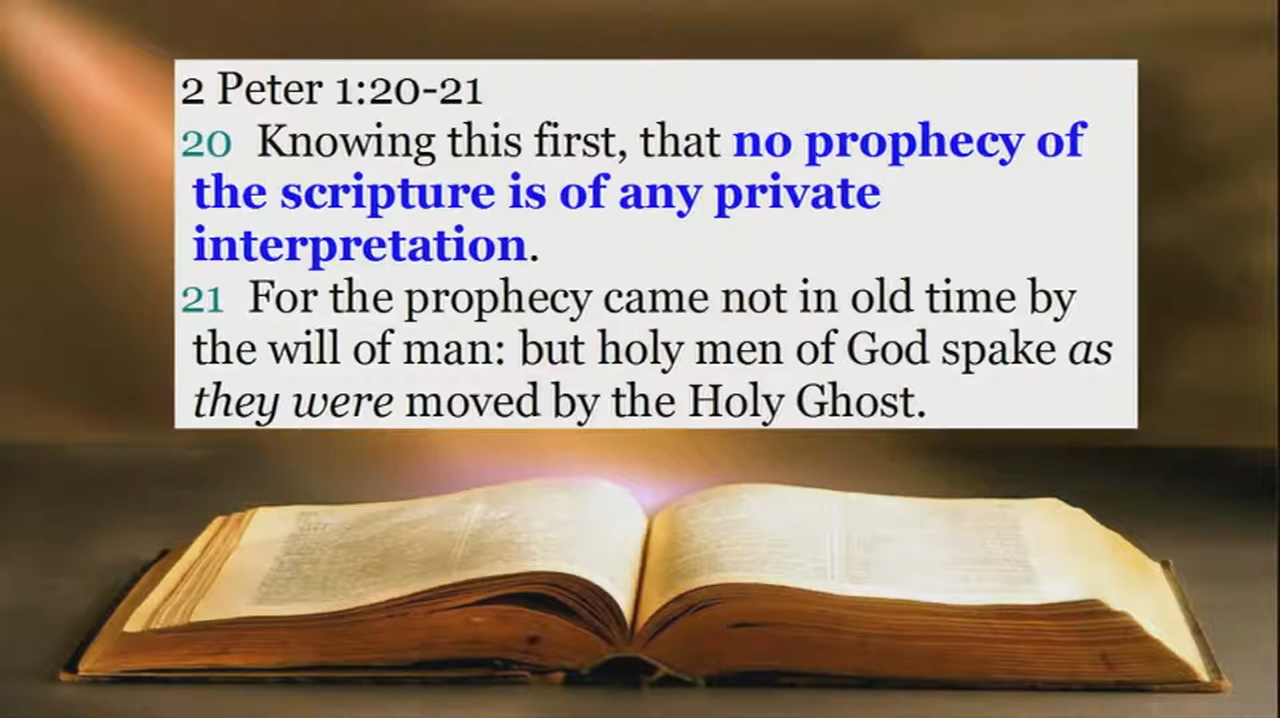 2 Peter 1:20-21
20 Knowing this first, that no prophecy of
the scripture is of any private
interpretation.
21 For the prophecy came not in old time by
the will of man: but holy men of God spake as
they were moved by the Holy Ghost.